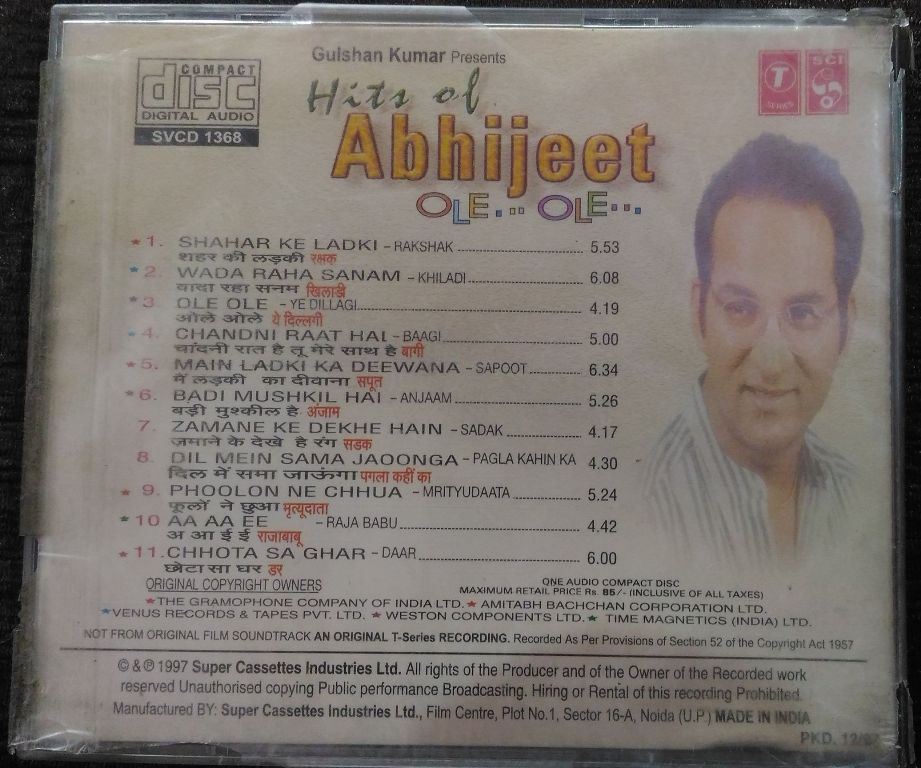 Gulshan Kumar Presents
COMPACT
disc
DIGITAL AUDIO
SVCD 1368
Hits of
Abhijeet
OLE.... OLE...
T
SERIES
SCI
★ 1. SHAHAR KE LADKI – RAKSHAK 5.53
शहर की लड़की रक्षक
★ 2. WADA RAHA SANAM – KHILADI 6.08
वादा रहा सनम खिलाडी
★ 3 OLE OLE – YE DILLAGI 4.19
ओले ओले ये दिल्लगी
★ 4. CHANDNI RAAT HAI – BAAGI 5.00
चांदनी रात है तू मेरे साथ है बागी
★ 5. MAIN LADKI KA DEEWANA – SAPOOT 6.34
में लड़की का दीवाना सपूत
★ 6. BADI MUSHKIL HAI – ANJAAM 5.26
बड़ी मुश्कील है अंजाम
7. ZAMANE KE DEKHE HAIN – SADAK 4.17
ज़माने के देखे है रंग सडक
8. DIL MEIN SAMA JAOONGA – PAGLA KAHIN KA 4.30
दिल में समा जाऊंगा पगला कहीं का
★ 9. PHOOLON NE CHHUA – MRITYUDAATA 5.24
फूलों ने छुआ मृत्यूदाता
★ 10 AA AA EE – RAJA BABU 4.42
अ आ ई ई राजाबाबू
★ 11. CHHOTA SA GHAR – DAAR 6.00
छोटा सा घर डर
ORIGINAL COPYRIGHT OWNERS
ONE AUDIO COMPACT DISC
MAXIMUM RETAIL PRICE Rs. 85/- (INCLUSIVE OF ALL TAXES)
★ THE GRAMOPHONE COMPANY OF INDIA LTD. ★ AMITABH BACHCHAN CORPORATION LTD.
★ VENUS RECORDS & TAPES PVT. LTD. ★ WESTON COMPONENTS LTD. ★ TIME MAGNETICS (INDIA) LTD.
NOT FROM ORIGINAL FILM SOUNDTRACK AN ORIGINAL T-Series RECORDING. Recorded As Per Provisions of Section 52 of the Copyright Act 1957
© & ℗ 1997 Super Cassettes Industries Ltd. All rights of the Producer and of the Owner of the Recorded work
reserved Unauthorised copying Public performance Broadcasting. Hiring or Rental of this recording Prohibited.
Manufactured BY: Super Cassettes Industries Ltd., Film Centre, Plot No.1, Sector 16-A, Noida (U.P.) MADE IN INDIA
PKD.